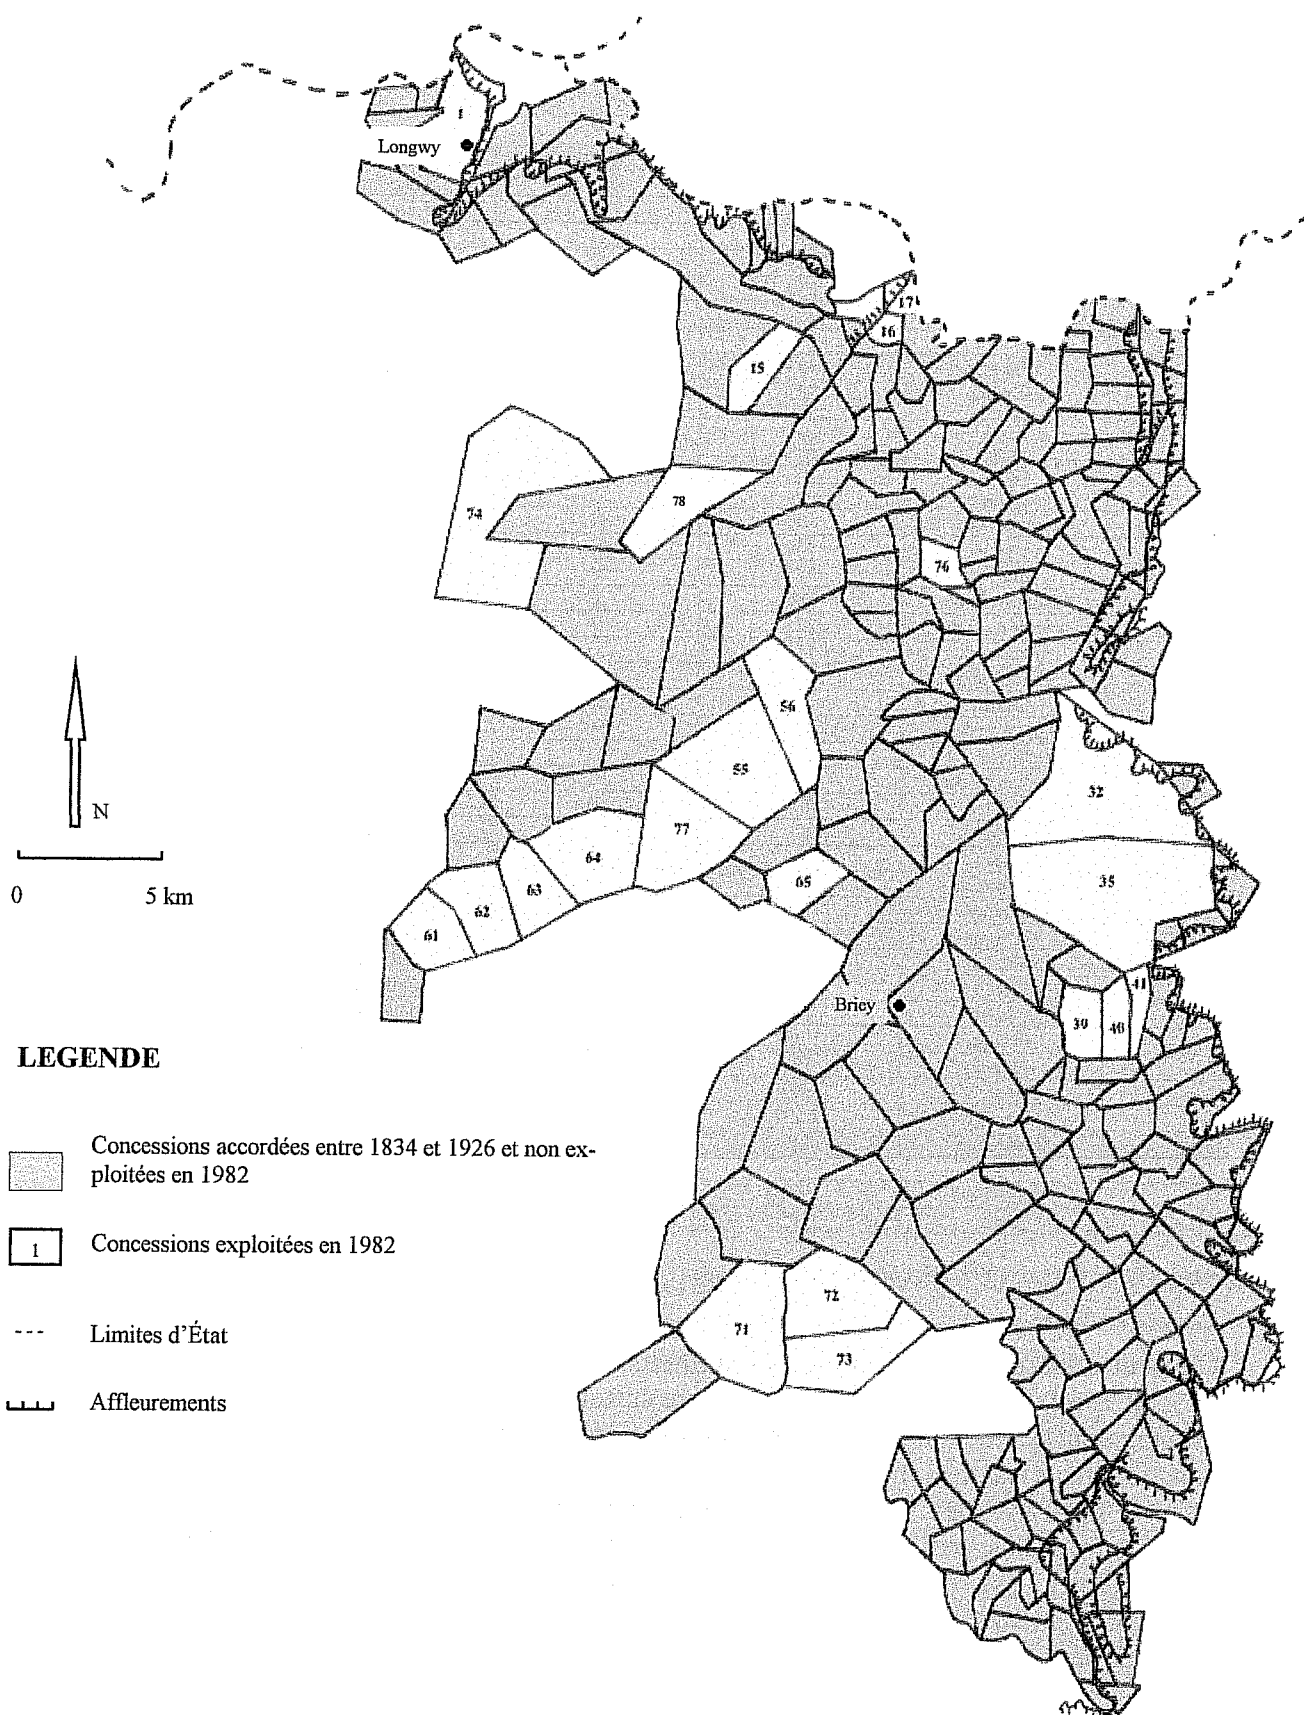 1
Longwy
17
16
15
74
78
76
56
55
32
77
64
35
65
63
62
61
N
0 5 km
41
Briey
39 40
LEGENDE
Concessions accordées entre 1834 et 1926 et non ex-
ploitées en 1982
1 Concessions exploitées en 1982
Limites d'État
Affleurements
72
71
73